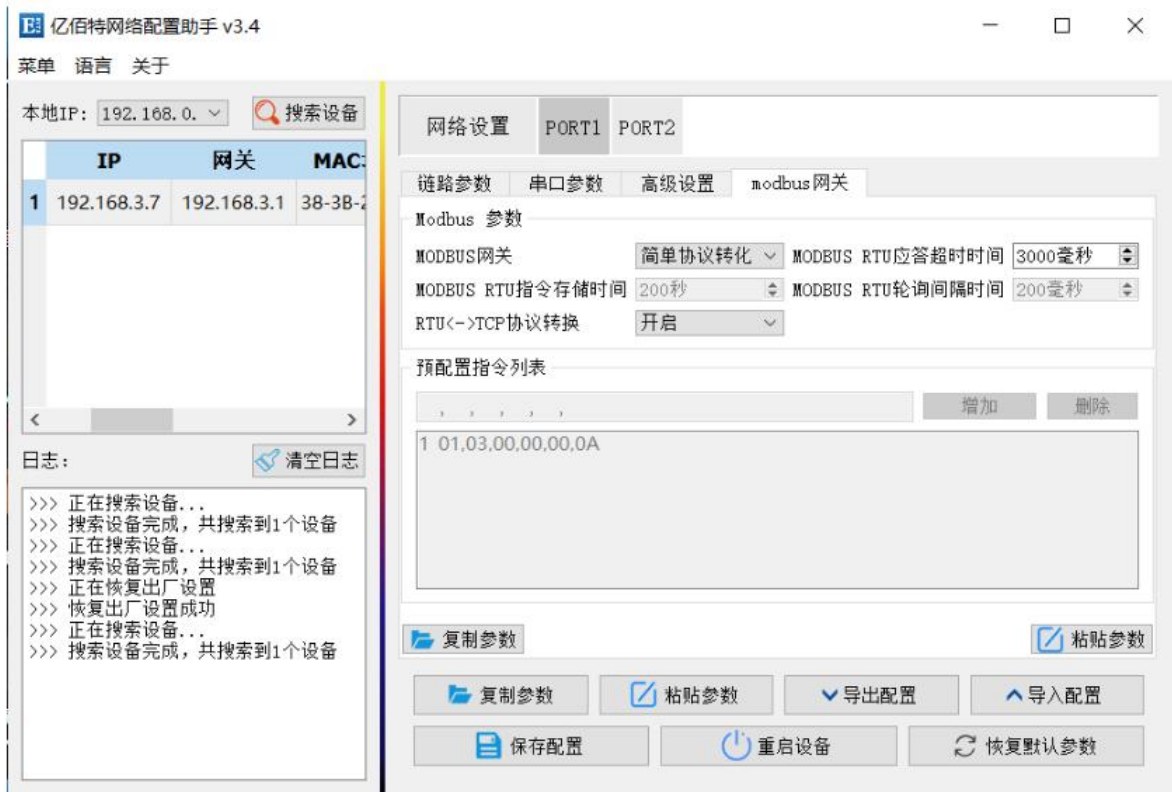 亿佰特网络配置助手 v3.4
菜单 语言 关于
本地IP: 192.168.0. 搜索设备
IP 网关 MAC
1 192.168.3.7 192.168.3.1 38-3B-2
日志:
清空日志
>>> 正在搜索设备...
>>> 搜索设备完成，共搜索到1个设备
>>> 正在搜索设备...
>>> 搜索设备完成，共搜索到1个设备
>>> 正在恢复出厂设置
>>> 恢复出厂设置成功
>>> 正在搜索设备...
>>> 搜索设备完成，共搜索到1个设备
网络设置 PORT1 PORT2
链路参数 串口参数 高级设置 modbus网关
Modbus 参数
MODBUS网关 简单协议转化 MODBUS RTU应答超时时间 3000毫秒
MODBUS RTU指令存储时间 200秒 MODBUS RTU轮询间隔时间 200毫秒
RTU<->TCP协议转换 开启
预配置指令列表
, , , , , 增加 删除
1 01,03,00,00,00,0A
复制参数 粘贴参数
复制参数 粘贴参数 导出配置 导入配置
保存配置 重启设备 恢复默认参数